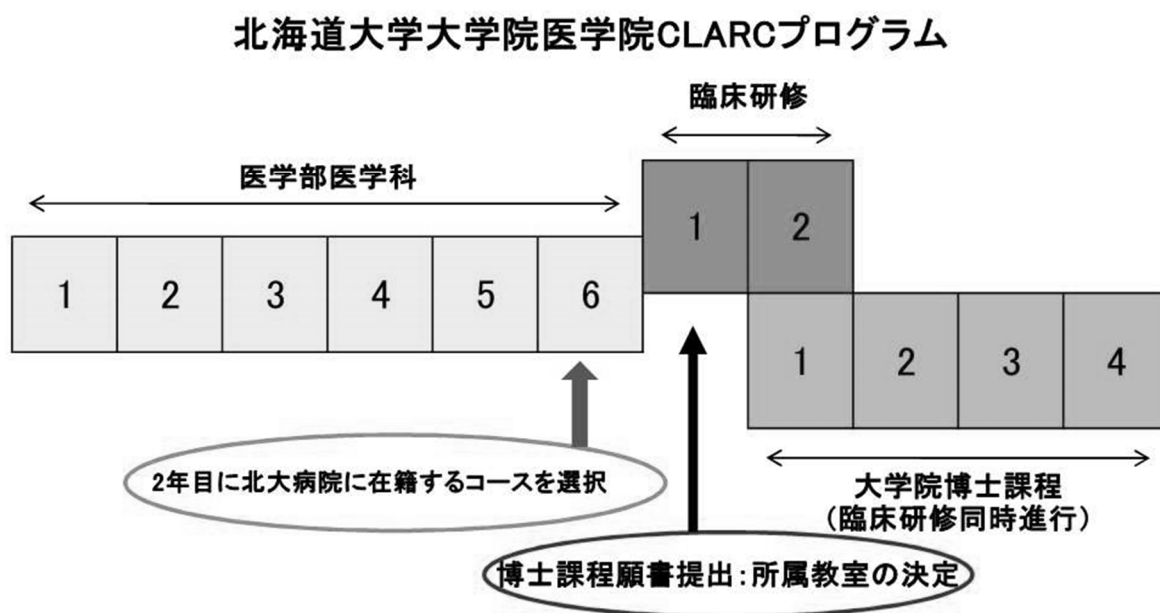 北海道大学大学院医学院CLARCプログラム
臨床研修
医学部医学科
1 2
1 2 3 4 5 6
1 2 3 4
2年目に北大病院に在籍するコースを選択
大学院博士課程
(臨床研修同時進行)
博士課程願書提出:所属教室の決定